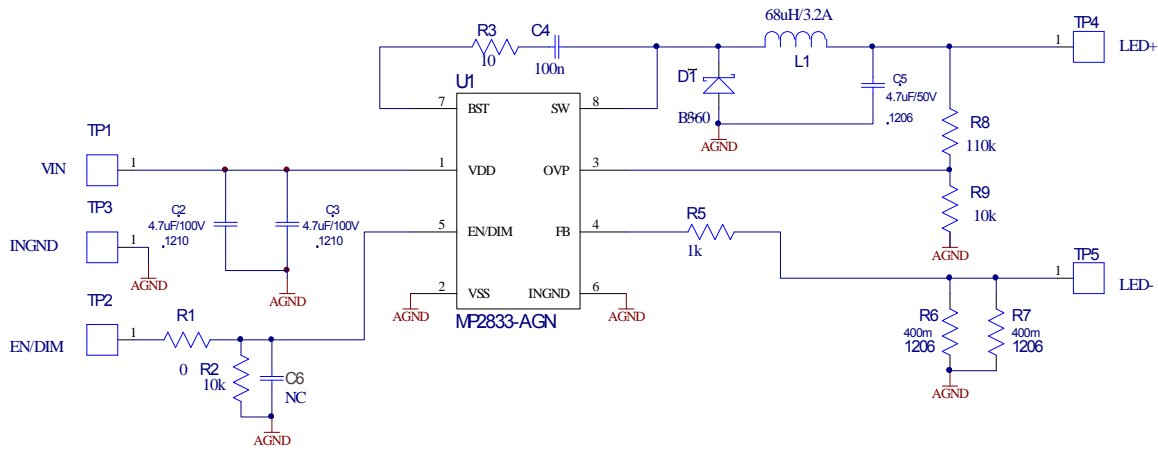 68uH/3.2A
TP4
R3
C4
1
LED+
10
100n
L1
U1
D1
C5
4.7uF/50V
.1206
7
BST
SW
8
B360
AGND
R8
110k
TP1
VIN
1
1
VDD
OVP
3
TP3
C2
4.7uF/100V
.1210
C3
4.7uF/100V
.1210
R9
10k
INGND
1
5
EN/DIM
FB
4
R5
1k
AGND
AGND
TP5
1
LED-
AGND
2
VSS
INGND
6
AGND
AGND
TP2
MP2833-AGN
R6
400m
1206
R7
400m
1206
EN/DIM
1
R1
0
R2
10k
C6
NC
AGND
AGND